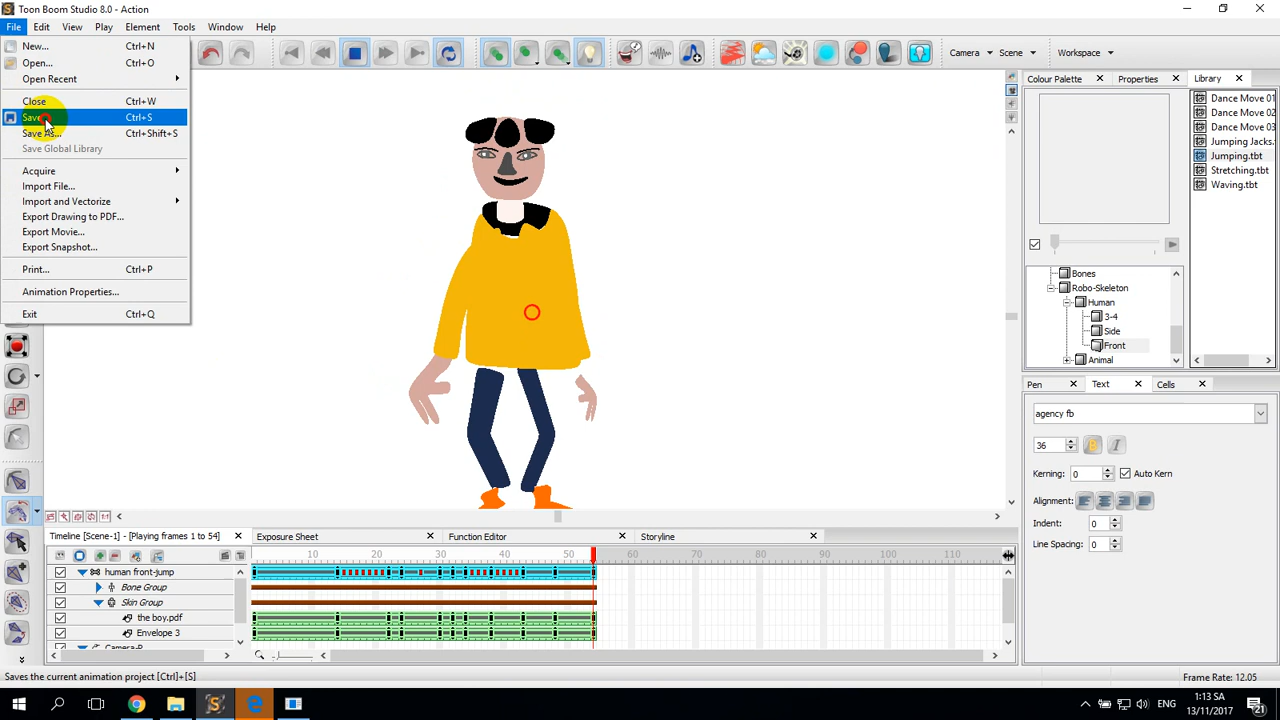 Toon Boom Studio 8.0 - Action
File Edit View Play Element Tools Window Help
New... Ctrl+N
Open... Ctrl+O
Open Recent
Close Ctrl+W
Save Ctrl+S
Save As... Ctrl+Shift+S
Save Global Library
Acquire
Import File...
Import and Vectorize
Export Drawing to PDF...
Export Movie...
Export Snapshot...
Print... Ctrl+P
Animation Properties...
Exit Ctrl+Q
Camera Scene Workspace
Colour Palette Properties Library
Dance Move 01
Dance Move 02
Dance Move 03
Jumping Jacks.
Jumping.tbt
Stretching.tbt
Waving.tbt
Bones
Robo-Skeleton
Human
3-4
Side
Front
Animal
Pen Text Cells
agency fb
36 B I
Kerning: 0 Auto Kern
Alignment:
Indent: 0
Line Spacing: 0
Timeline [Scene-1] - [Playing frames 1 to 54] Exposure Sheet Function Editor Storyline
10 20 30 40 50 60 70 80 90 100 110
human front-jump
Bone Group
Skin Group
the boy.pdf
Envelope 3
Camera-P
Saves the current animation project [Ctrl]+[S]
Frame Rate: 12.05
ENG
1:13 SA
13/11/2017
21